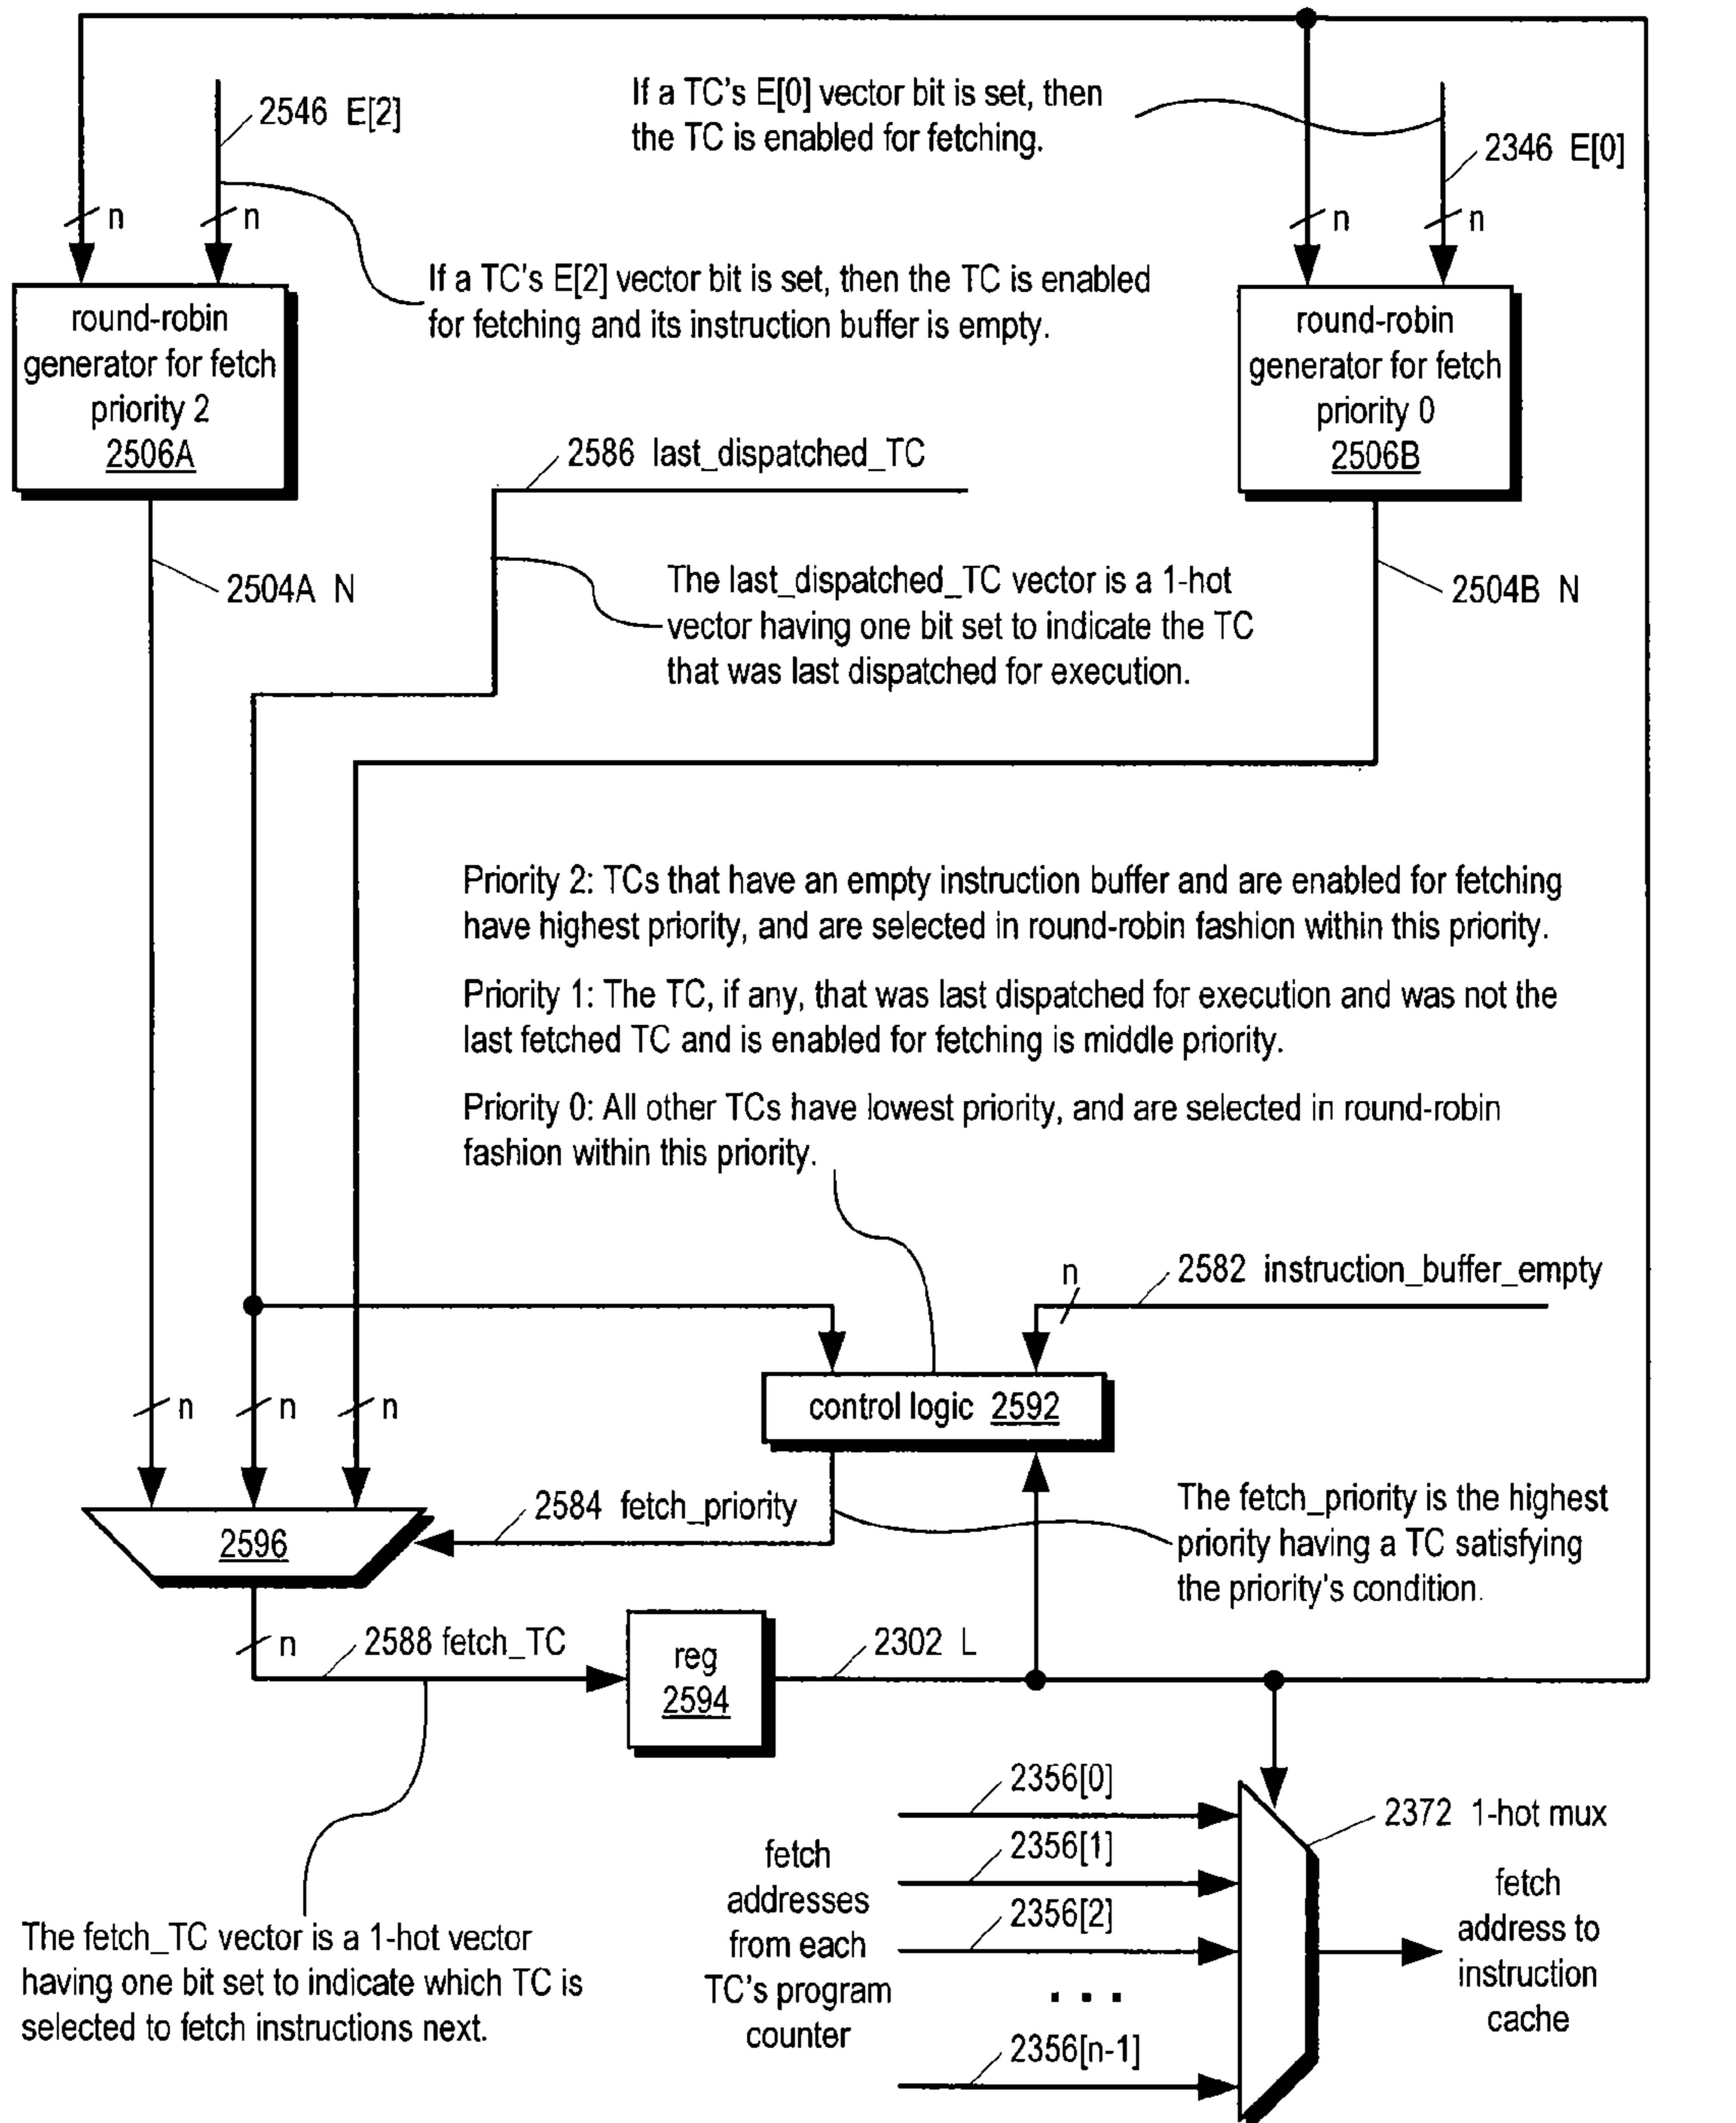 2546 E[2]
If a TC's E[0] vector bit is set, then
the TC is enabled for fetching.
2346 E[0]
n
n
n
n
If a TC's E[2] vector bit is set, then the TC is enabled
for fetching and its instruction buffer is empty.
round-robin
generator for fetch
priority 2
2506A
round-robin
generator for fetch
priority 0
2506B
2586 last_dispatched_TC
2504A N
The last_dispatched_TC vector is a 1-hot
vector having one bit set to indicate the TC
that was last dispatched for execution.
2504B N
Priority 2: TCs that have an empty instruction buffer and are enabled for fetching
have highest priority, and are selected in round-robin fashion within this priority.
Priority 1: The TC, if any, that was last dispatched for execution and was not the
last fetched TC and is enabled for fetching is middle priority.
Priority 0: All other TCs have lowest priority, and are selected in round-robin
fashion within this priority.
n
2582 instruction_buffer_empty
n
n
n
control logic 2592
2584 fetch_priority
The fetch_priority is the highest
priority having a TC satisfying
the priority's condition.
2596
n
2588 fetch_TC
reg
2594
2302 L
2356[0]
2356[1]
2356[2]
. . .
2356[n-1]
fetch
addresses
from each
TC's program
counter
2372 1-hot mux
fetch
address to
instruction
cache
The fetch_TC vector is a 1-hot vector
having one bit set to indicate which TC is
selected to fetch instructions next.